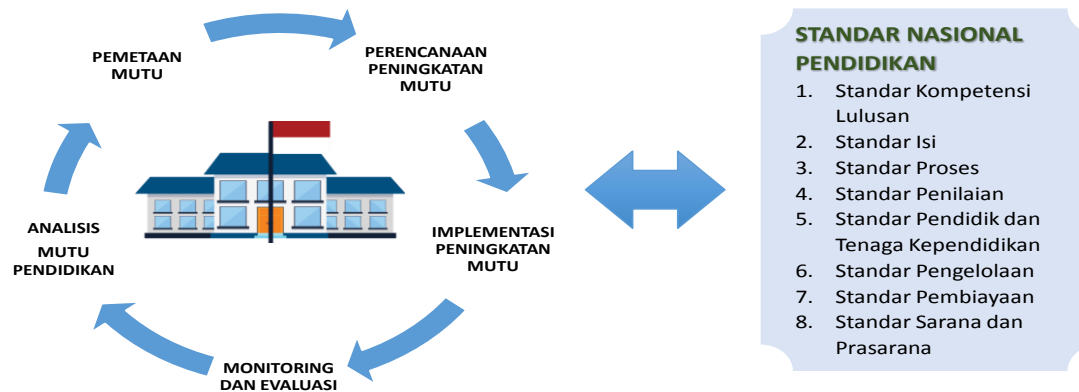 PEMETAAN
MUTU
PERENCANAAN
PENINGKATAN
MUTU
IMPLEMENTASI
PENINGKATAN
MUTU
MONITORING
DAN EVALUASI
ANALISIS
MUTU
PENDIDIKAN
STANDAR NASIONAL
PENDIDIKAN
1. Standar Kompetensi
Lulusan
2. Standar Isi
3. Standar Proses
4. Standar Penilaian
5. Standar Pendidik dan
Tenaga Kependidikan
6. Standar Pengelolaan
7. Standar Pembiayaan
8. Standar Sarana dan
Prasarana